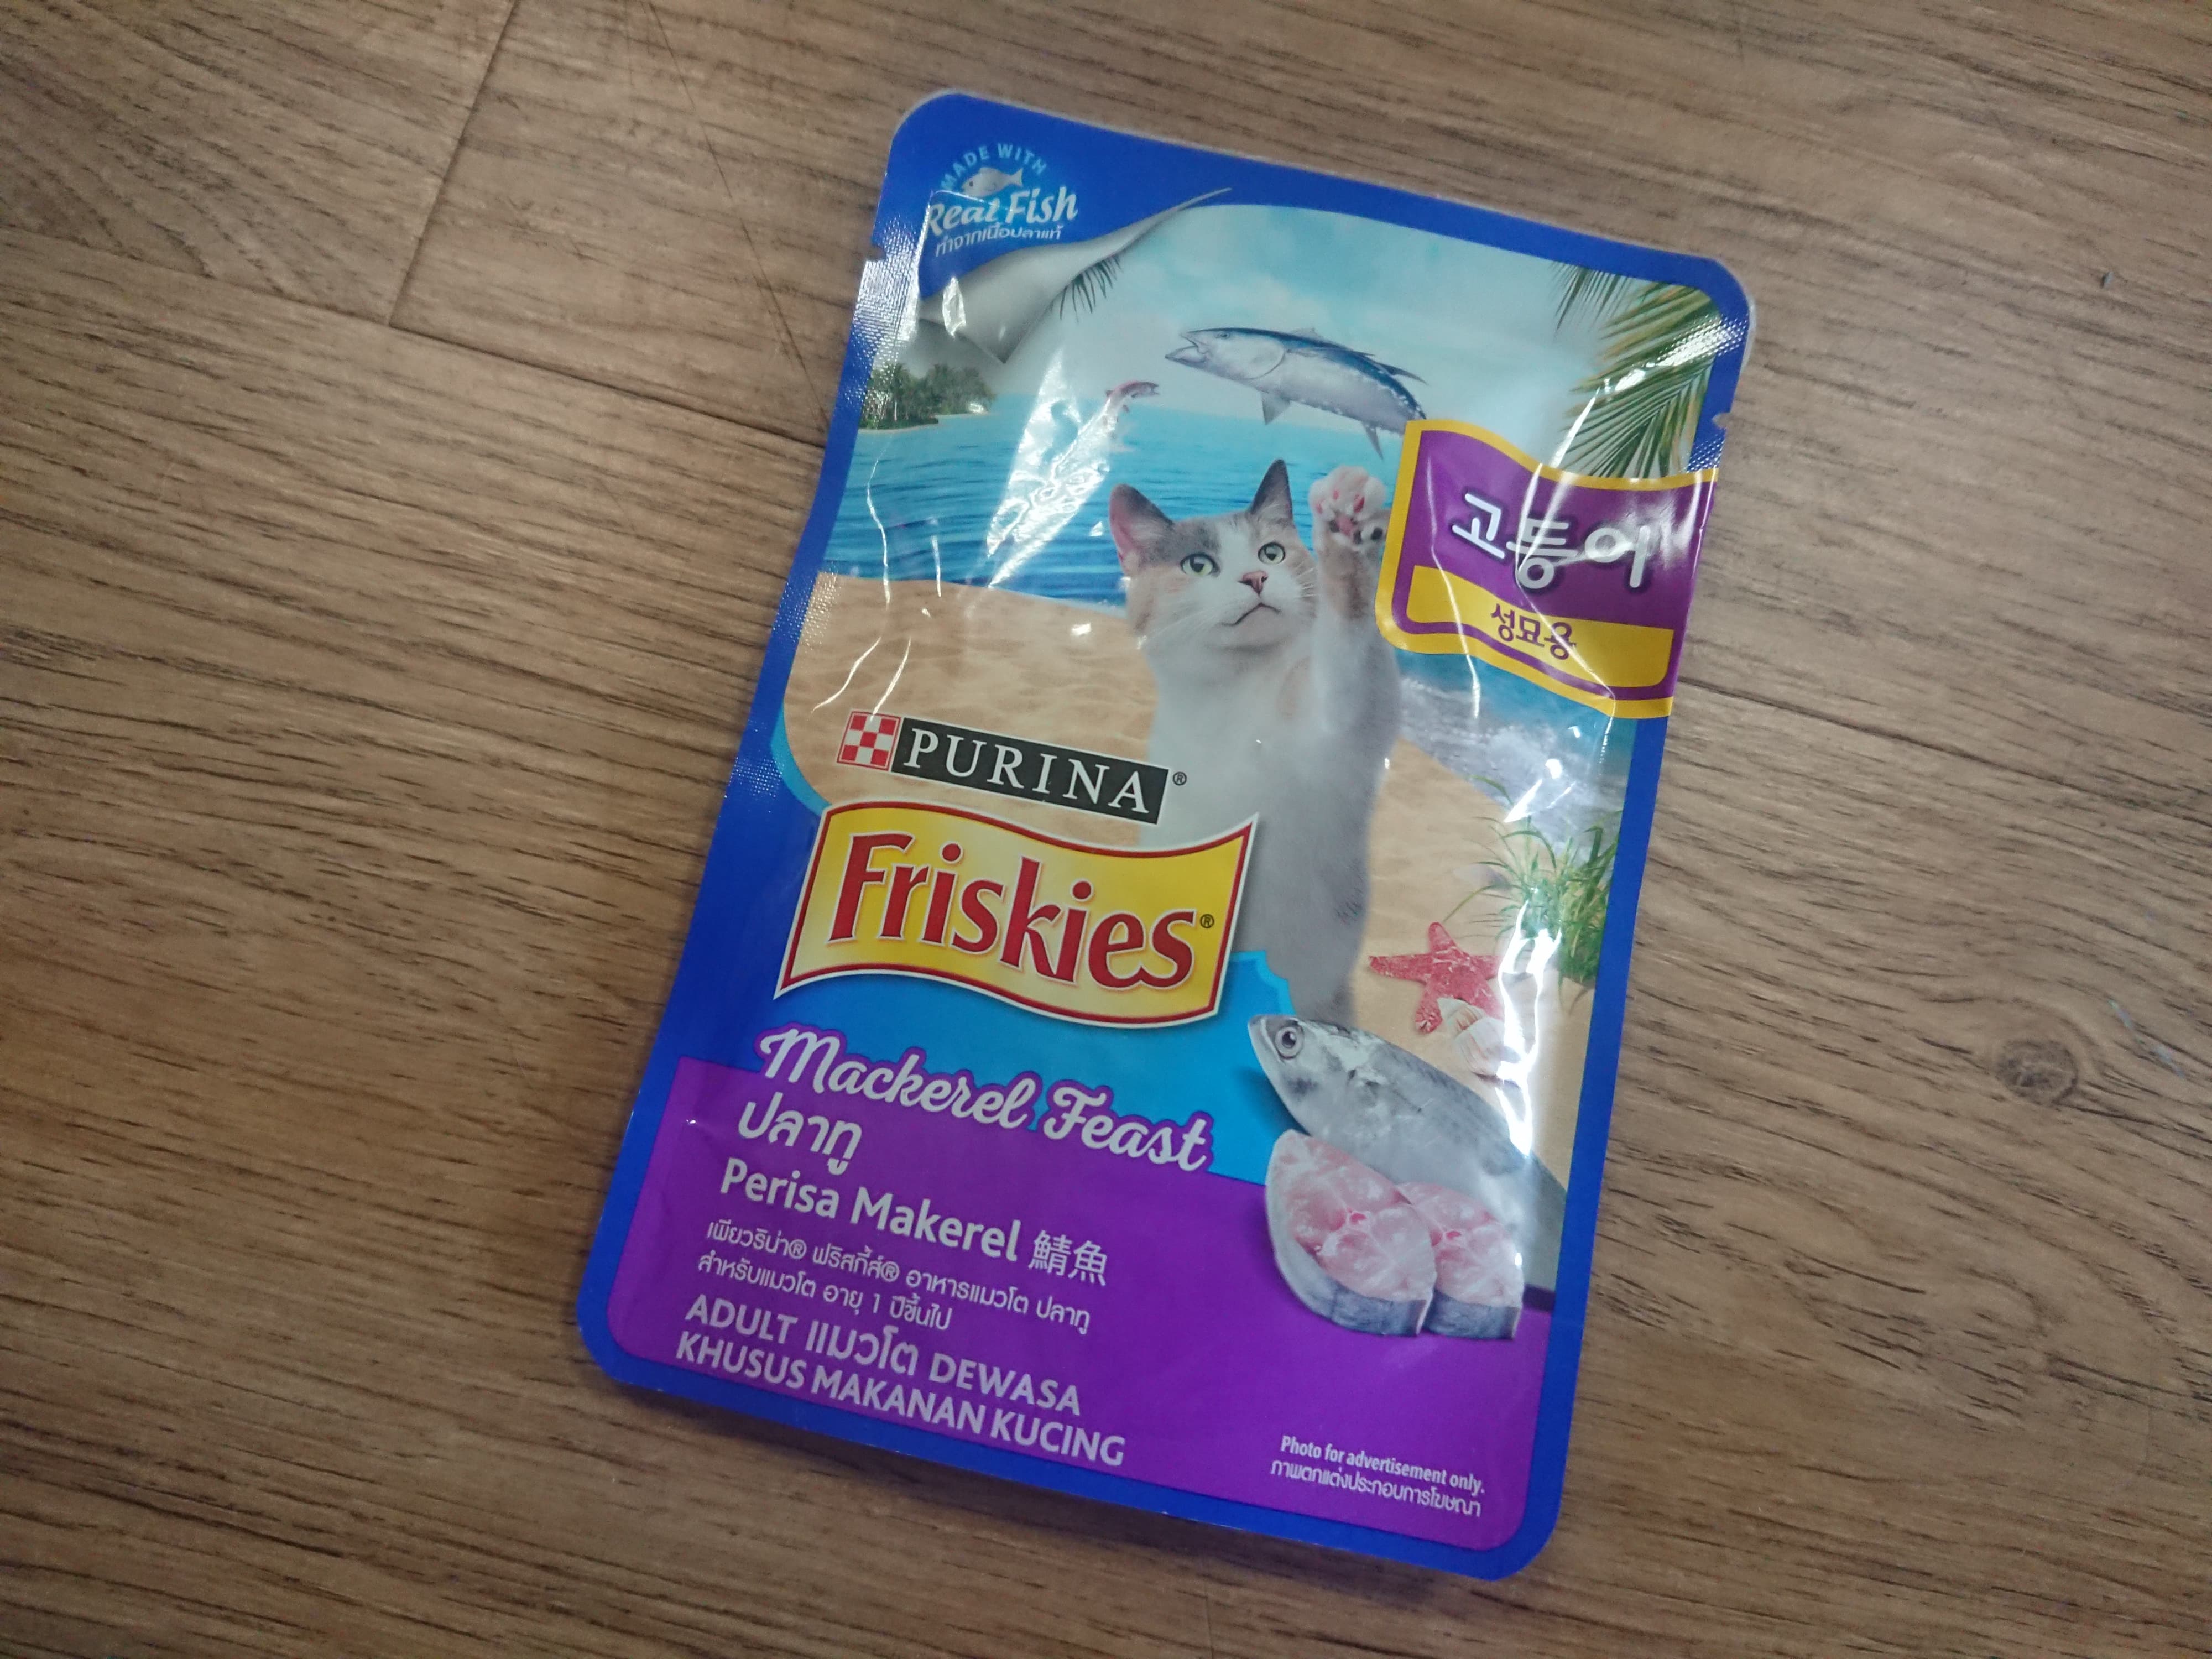 MADE WITH
Real Fish
ทำจากเนื้อปลาแท้
고등어
성묘용
PURINA®
Friskies®
Mackerel Feast
ปลาทู
Perisa Makerel 鯖魚
เพียวริน่า® ฟริสกี้ส์® อาหารแมวโต ปลาทู
สำหรับแมวโต อายุ 1 ปีขึ้นไป
ADULT แมวโต DEWASA
KHUSUS MAKANAN KUCING
Photo for advertisement only.
ภาพตกแต่งประกอบการโฆษณา